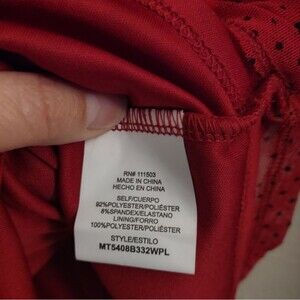 RN# 111503
MADE IN CHINA
HECHO EN CHINA
SELF/CUERPO
92%POLYESTER/POLIÉSTER
8%SPANDEX/ELASTANO
LINING/FORRO
100%POLYESTER/POLIÉSTER
STYLE/ESTILO
MT5408B332WPL